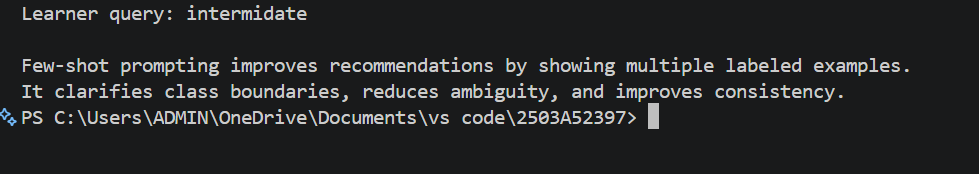 Learner query: intermidate
Few-shot prompting improves recommendations by showing multiple labeled examples.
It clarifies class boundaries, reduces ambiguity, and improves consistency.
PS C:\Users\ADMIN\OneDrive\Documents\vs code\2503A52397>